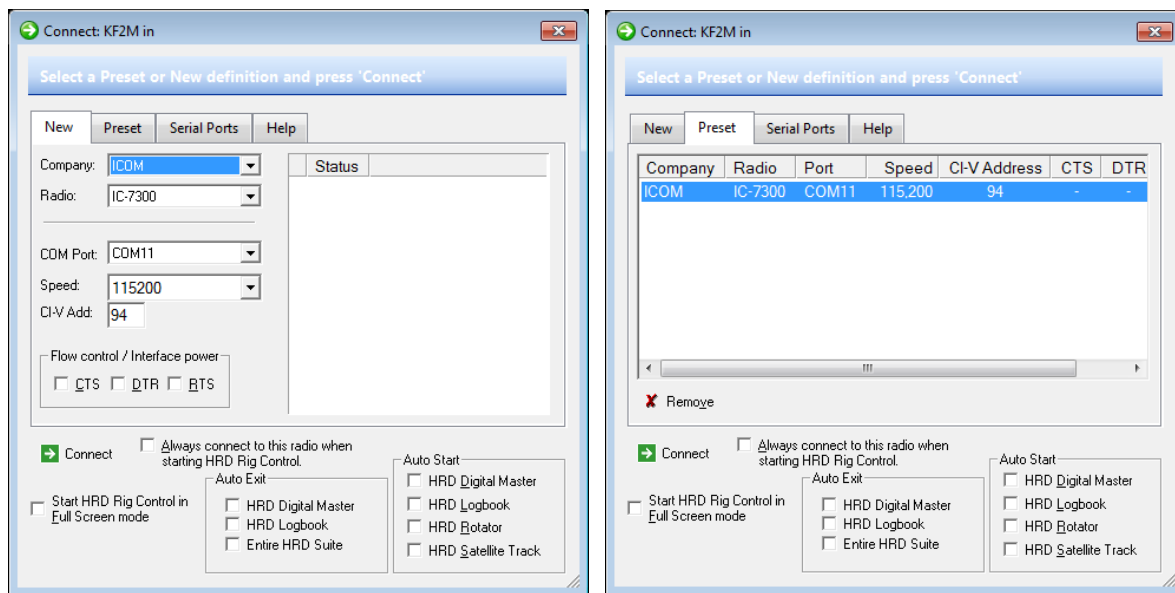 Connect: KF2M in
Select a Preset or New definition and press 'Connect'
New Preset Serial Ports Help
Company: ICOM
Radio: IC-7300
COM Port: COM11
Speed: 115200
CI-V Add: 94
Flow control / Interface power
CTS DTR RTS
Status
Connect
Always connect to this radio when
starting HRD Rig Control.
Start HRD Rig Control in
Full Screen mode
Auto Exit
HRD Digital Master
HRD Logbook
Entire HRD Suite
Auto Start
HRD Digital Master
HRD Logbook
HRD Rotator
HRD Satellite Track
Connect: KF2M in
Select a Preset or New definition and press 'Connect'
New Preset Serial Ports Help
Company Radio Port Speed CI-V Address CTS DTR
ICOM IC-7300 COM11 115,200 94 - -
Remove
Connect
Always connect to this radio when
starting HRD Rig Control.
Start HRD Rig Control in
Full Screen mode
Auto Exit
HRD Digital Master
HRD Logbook
Entire HRD Suite
Auto Start
HRD Digital Master
HRD Logbook
HRD Rotator
HRD Satellite Track